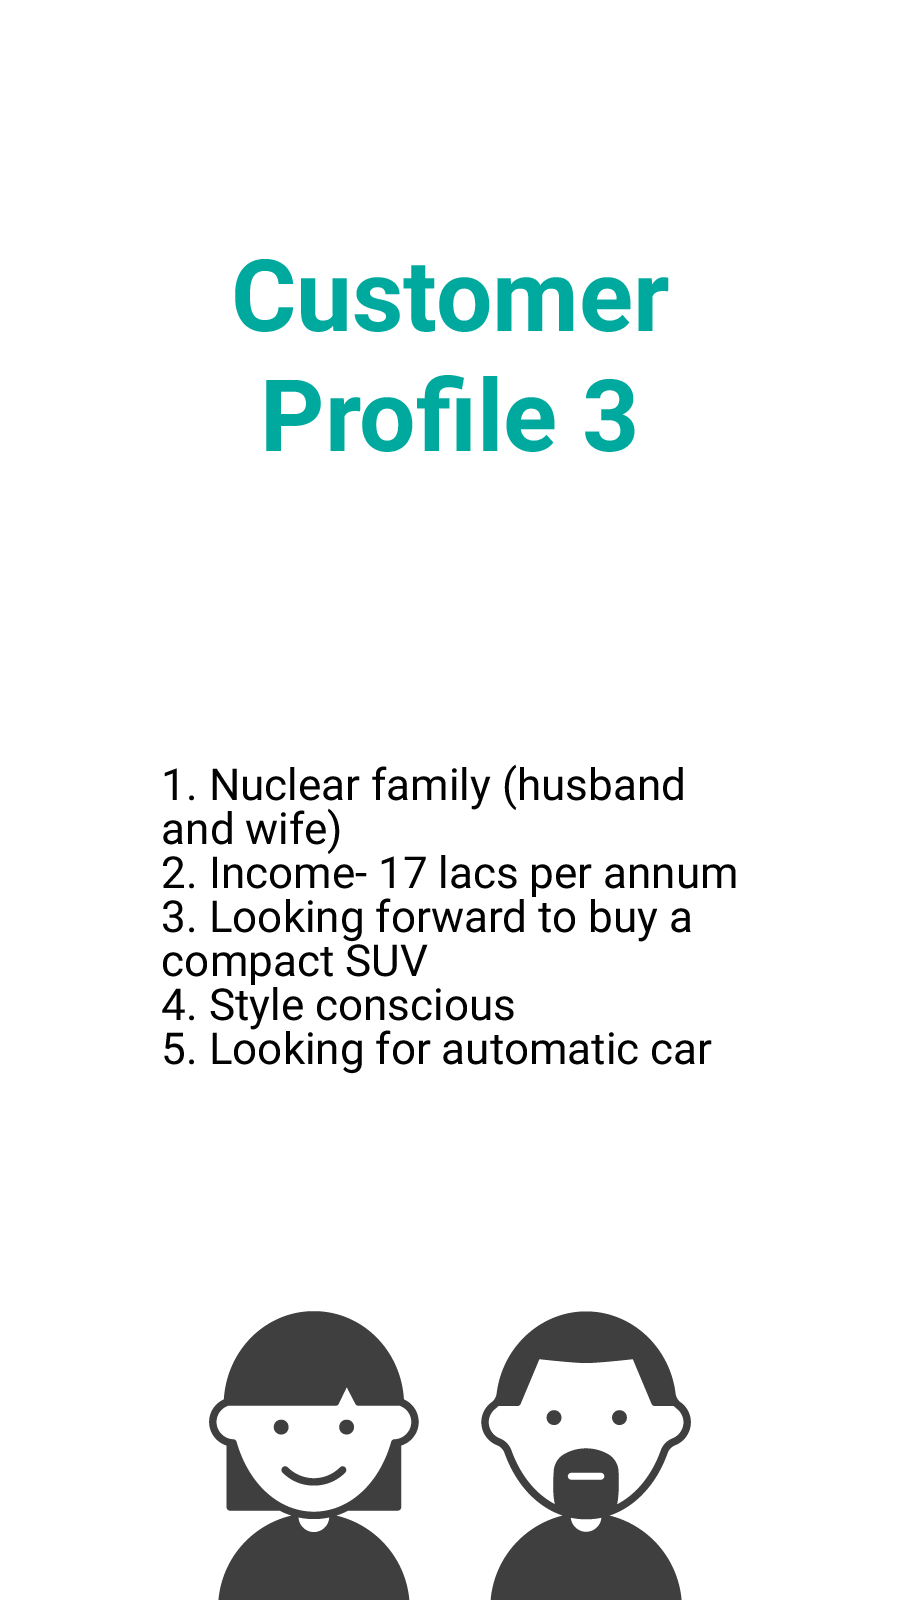 Customer
Profile 3
1. Nuclear family (husband
and wife)
2. Income- 17 lacs per annum
3. Looking forward to buy a
compact SUV
4. Style conscious
5. Looking for automatic car